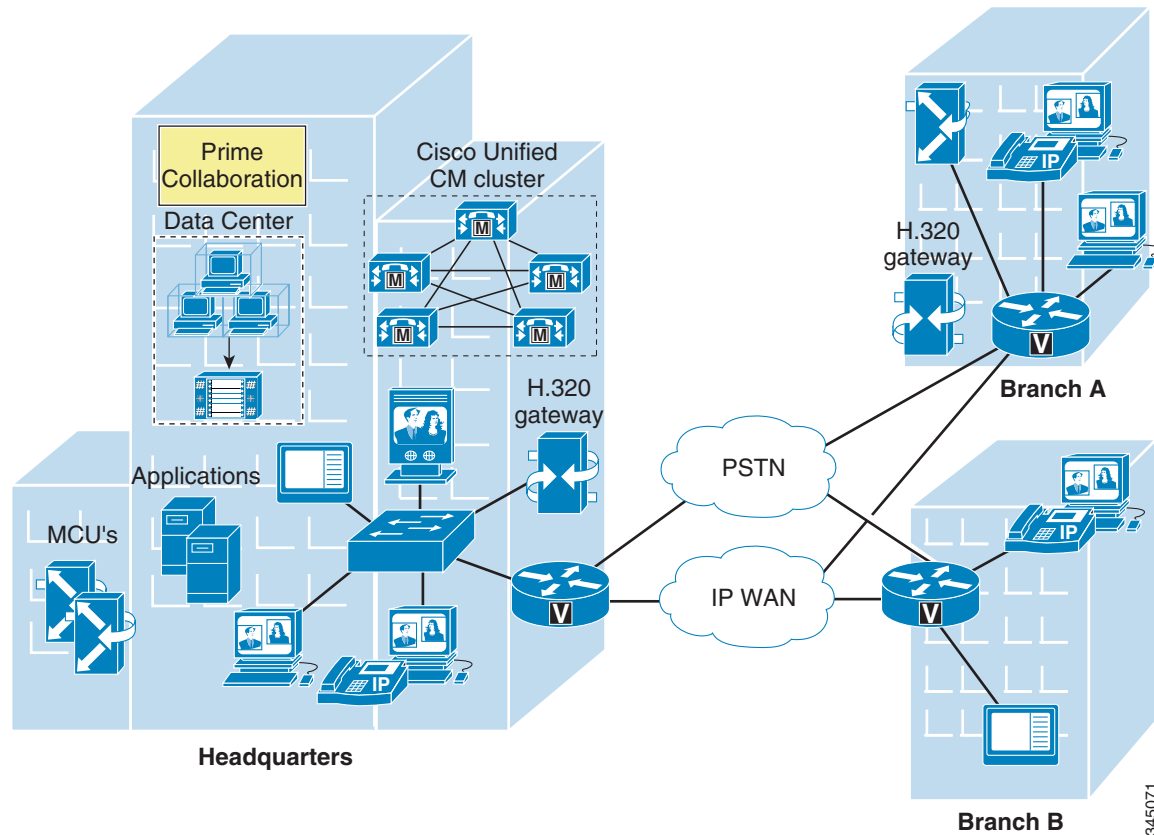 Prime
Collaboration
Data Center
Cisco Unified
CM cluster
M
M
M
M
M
H.320
gateway
Applications
MCU's
IP
V
Headquarters
PSTN
IP WAN
IP
H.320
gateway
V
Branch A
IP
V
Branch B
345071